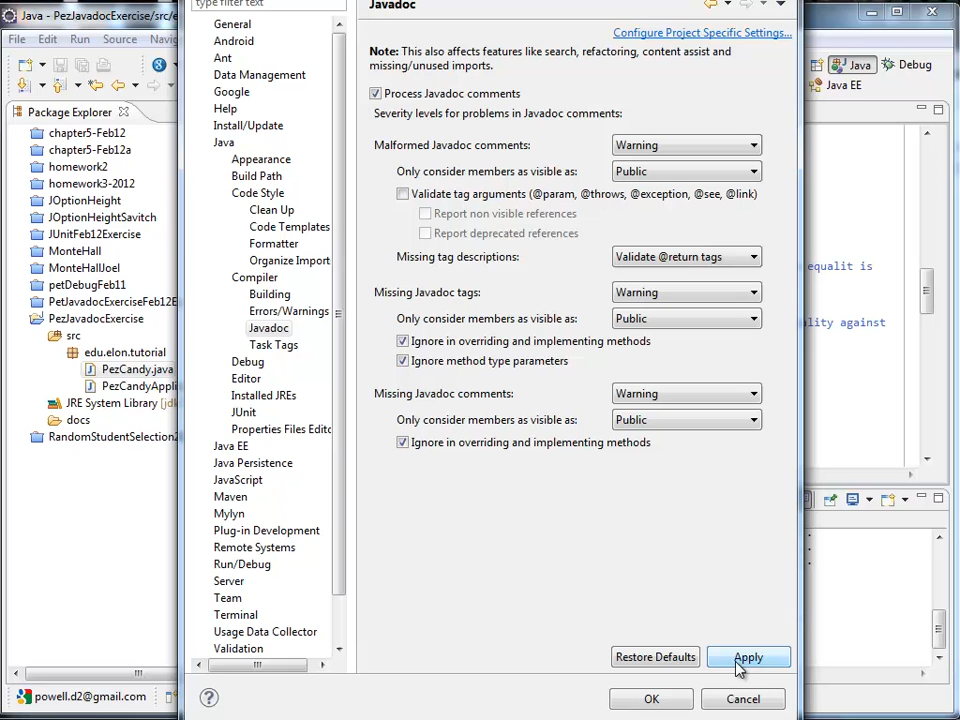 Java - PezJavadocExercise/src/e
File Edit Run Source Navig
Java
Debug
Java EE
Package Explorer
chapter5-Feb12
chapter5-Feb12a
homework2
homework3-2012
JOptionHeight
JOptionHeightSavitch
JUnitFeb12Exercise
MonteHall
MonteHallJoel
petDebugFeb11
PetJavadocExerciseFeb12E
PezJavadocExercise
src
edu.elon.tutorial
PezCandy.java
PezCandyAppli
JRE System Library [jdk
docs
RandomStudentSelection2
powell.d2@gmail.com
type filter text
General
Android
Ant
Data Management
Google
Help
Install/Update
Java
Appearance
Build Path
Code Style
Clean Up
Code Templates
Formatter
Organize Import
Compiler
Building
Errors/Warnings
Javadoc
Task Tags
Debug
Editor
Installed JREs
JUnit
Properties Files Edito
Java EE
Java Persistence
JavaScript
Maven
Mylyn
Plug-in Development
Remote Systems
Run/Debug
Server
Team
Terminal
Usage Data Collector
Validation
Javadoc
Configure Project Specific Settings...
Note: This also affects features like search, refactoring, content assist and
missing/unused imports.
Process Javadoc comments
Severity levels for problems in Javadoc comments:
Malformed Javadoc comments: Warning
Only consider members as visible as: Public
Validate tag arguments (@param, @throws, @exception, @see, @link)
Report non visible references
Report deprecated references
Missing tag descriptions: Validate @return tags
Missing Javadoc tags: Warning
Only consider members as visible as: Public
Ignore in overriding and implementing methods
Ignore method type parameters
Missing Javadoc comments: Warning
Only consider members as visible as: Public
Ignore in overriding and implementing methods
Restore Defaults Apply
OK Cancel
equalit is
lity against